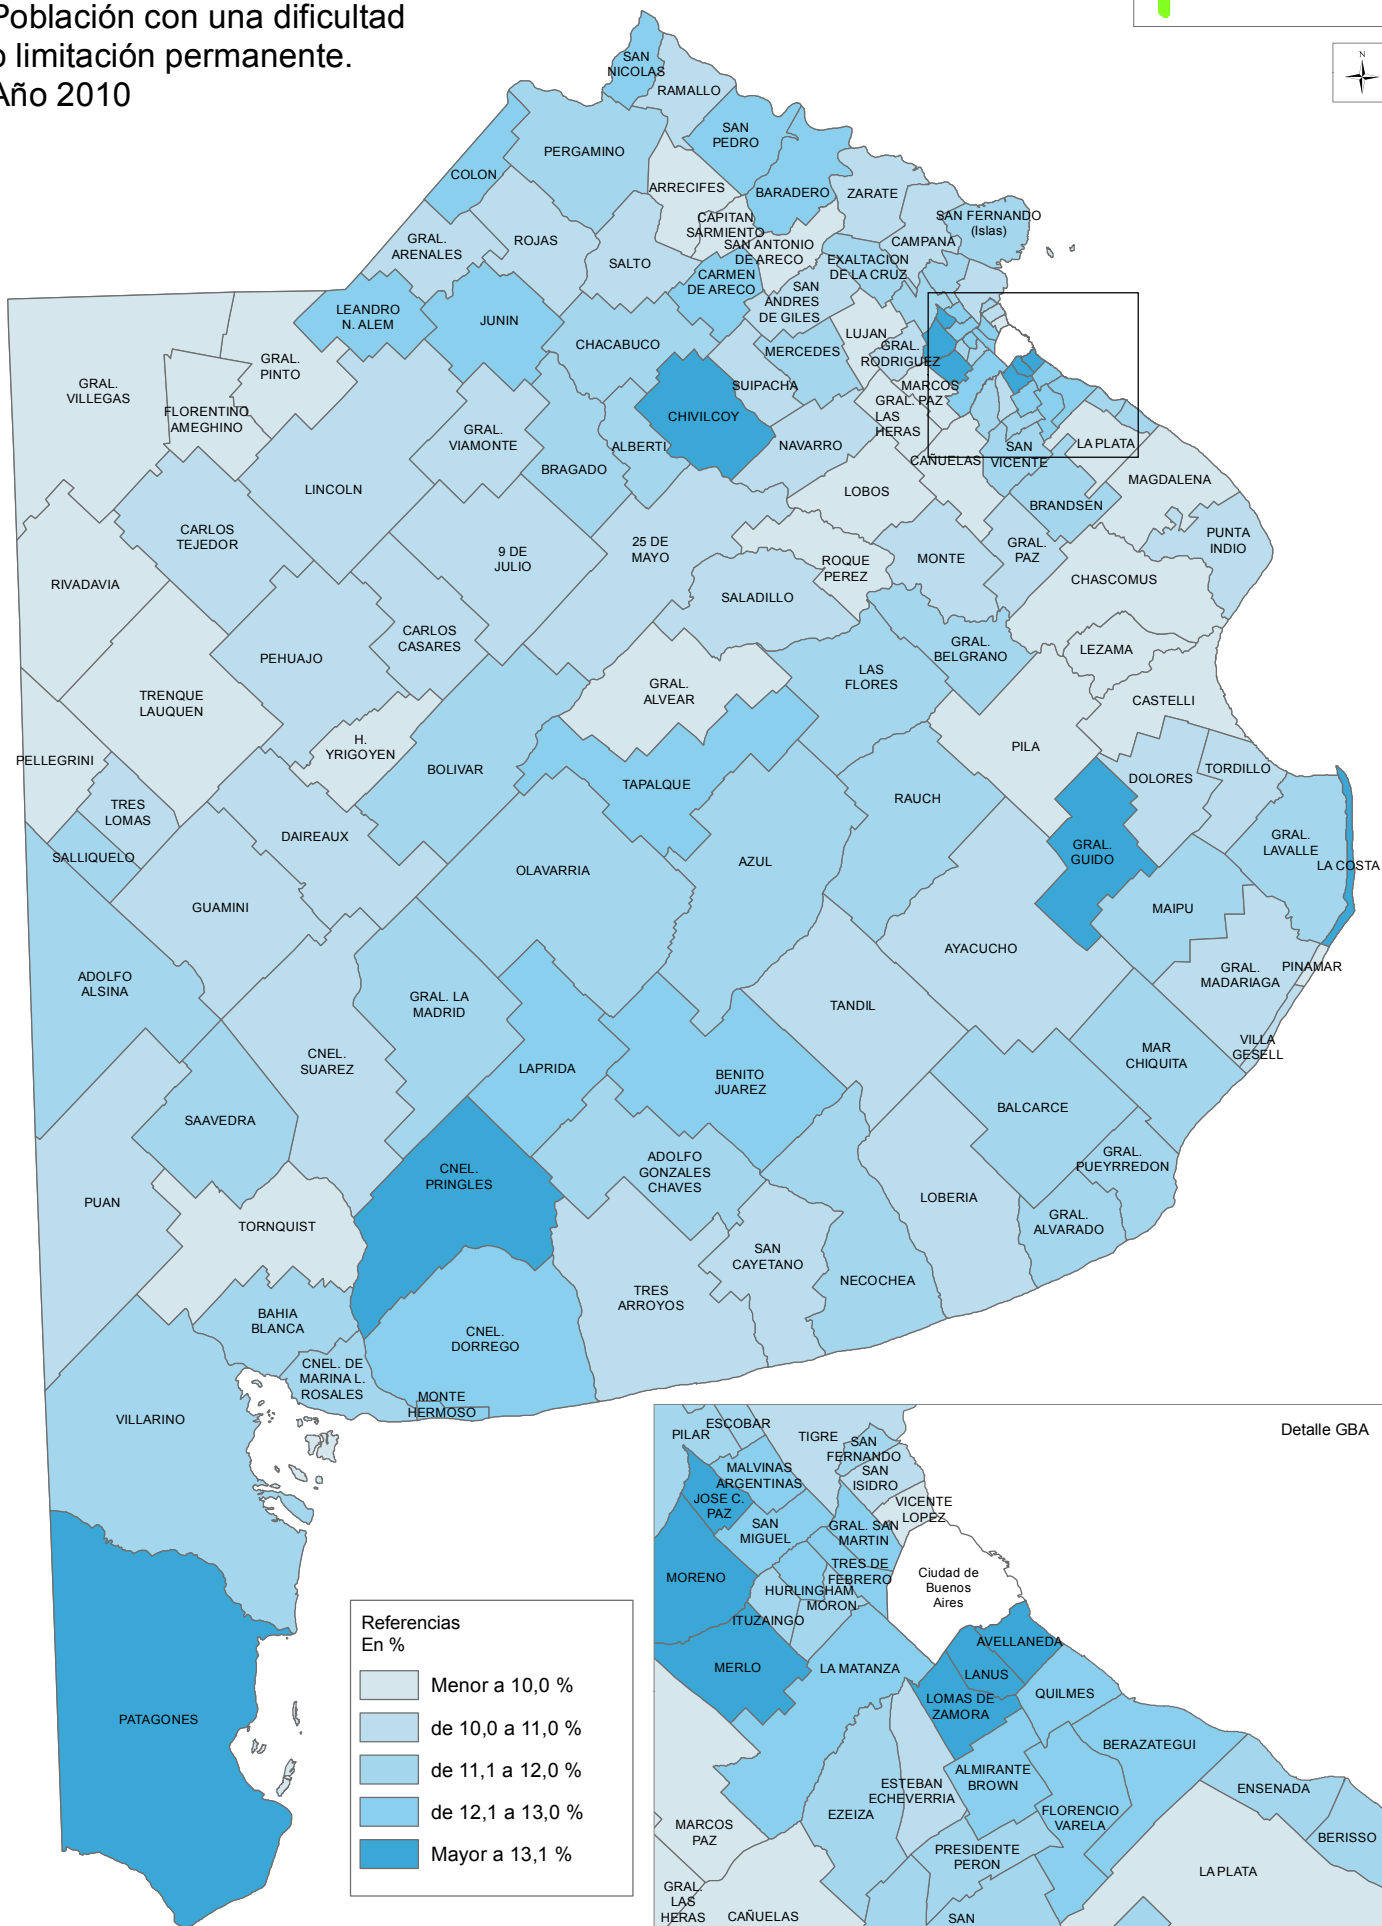 Población con una dificultad
o limitación permanente.
Año 2010
N
SAN
NICOLAS
RAMALLO
SAN
PEDRO
PERGAMINO
COLON
ARRECIFES
BARADERO
ZARATE
CAPITAN
SARMIENTO
SAN FERNANDO
(Islas)
GRAL.
ARENALES
ROJAS
SALTO
SAN ANTONIO
DE ARECO
CAMPANA
EXALTACION
DE LA CRUZ
CARMEN
DE ARECO
SAN
ANDRES
DE GILES
LEANDRO
N. ALEM
JUNIN
CHACABUCO
MERCEDES
LUJAN
GRAL.
RODRIGUEZ
GRAL.
VILLEGAS
GRAL.
PINTO
FLORENTINO
AMEGHINO
SUIPACHA
MARCOS
PAZ
GRAL.
LAS
HERAS
CHIVILCOY
GRAL.
VIAMONTE
ALBERTI
BRAGADO
NAVARRO
CAÑUELAS
SAN
VICENTE
LA PLATA
LINCOLN
LOBOS
MAGDALENA
BRANDSEN
CARLOS
TEJEDOR
9 DE
JULIO
25 DE
MAYO
ROQUE
PEREZ
MONTE
GRAL.
PAZ
PUNTA
INDIO
RIVADAVIA
CHASCOMUS
SALADILLO
CARLOS
CASARES
PEHUAJO
GRAL.
BELGRANO
LEZAMA
TRENQUE
LAUQUEN
GRAL.
ALVEAR
LAS
FLORES
CASTELLI
H.
YRIGOYEN
PILA
PELLEGRINI
BOLIVAR
TAPALQUE
RAUCH
DOLORES
TORDILLO
TRES
LOMAS
DAIREAUX
SALLIQUELO
OLAVARRIA
AZUL
GRAL.
GUIDO
GRAL.
LAVALLE
LA COSTA
GUAMINI
MAIPU
AYACUCHO
ADOLFO
ALSINA
GRAL. LA
MADRID
TANDIL
GRAL.
MADARIAGA
PINAMAR
CNEL.
SUAREZ
LAPRIDA
BENITO
JUAREZ
MAR
CHIQUITA
VILLA
GESELL
SAAVEDRA
BALCARCE
CNEL.
PRINGLES
ADOLFO
GONZALES
CHAVES
GRAL.
PUEYRREDON
PUAN
LOBERIA
TORNQUIST
GRAL.
ALVARADO
SAN
CAYETANO
NECOCHEA
TRES
ARROYOS
BAHIA
BLANCA
CNEL.
DORREGO
CNEL. DE
MARINA L.
ROSALES
MONTE
HERMOSO
VILLARINO
PATAGONES
Referencias
En %
Menor a 10,0 %
de 10,0 a 11,0 %
de 11,1 a 12,0 %
de 12,1 a 13,0 %
Mayor a 13,1 %
Detalle GBA
PILAR
ESCOBAR
TIGRE
SAN
FERNANDO
SAN
ISIDRO
MALVINAS
ARGENTINAS
JOSE C.
PAZ
VICENTE
LOPEZ
SAN
MIGUEL
GRAL. SAN
MARTIN
TRES DE
FEBRERO
Ciudad de
Buenos
Aires
MORENO
HURLINGHAM
MORON
ITUZAINGO
MERLO
LA MATANZA
AVELLANEDA
LANUS
LOMAS DE
ZAMORA
QUILMES
BERAZATEGUI
ALMIRANTE
BROWN
ESTEBAN
ECHEVERRIA
EZEIZA
FLORENCIO
VARELA
ENSENADA
BERISSO
MARCOS
PAZ
PRESIDENTE
PERON
LA PLATA
GRAL.
LAS
HERAS
CAÑUELAS
SAN